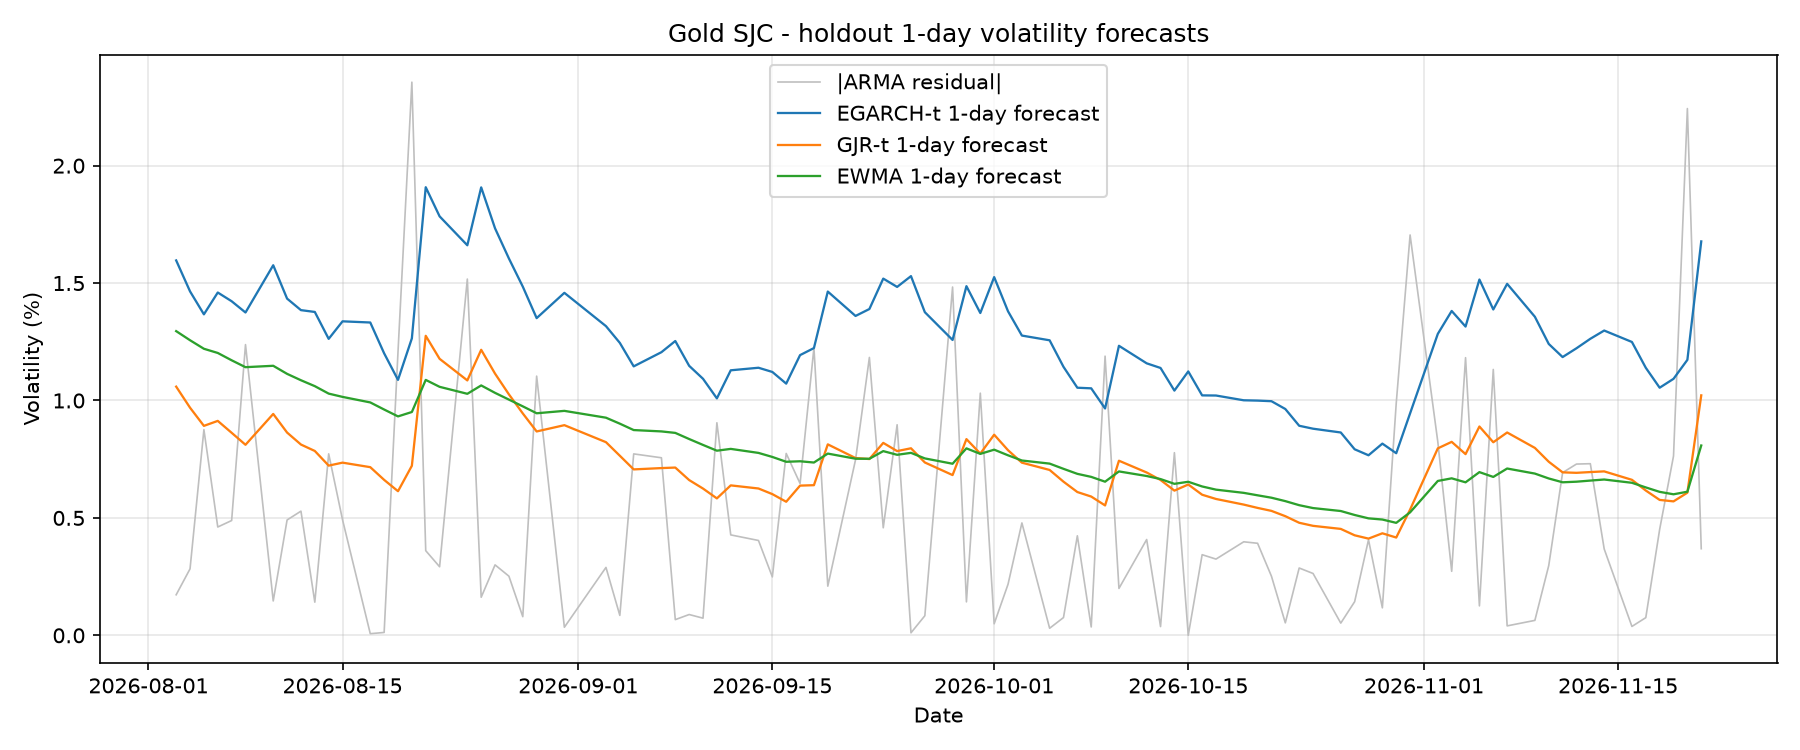 Gold SJC - holdout 1-day volatility forecasts
|ARMA residual|
EGARCH-t 1-day forecast
GJR-t 1-day forecast
EWMA 1-day forecast
Volatility (%)
2.0
1.5
1.0
0.5
0.0
2026-08-01 2026-08-15 2026-09-01 2026-09-15 2026-10-01 2026-10-15 2026-11-01 2026-11-15
Date